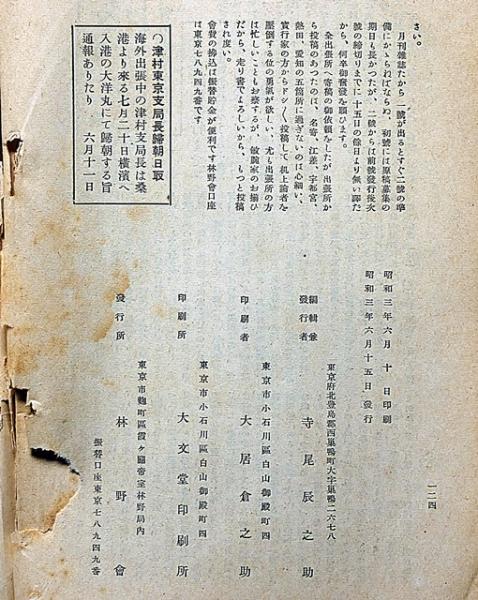 さい。
月刊雜誌だから一號が出るとすぐ二號の準
備にかゝらねばならぬ、初號には原稿募集の
期日も長かつたが、二號からは前號發行後次
號の締切りまでに十五日の餘日より無い譯だ
から、何卒御奮發を願ひます。
全出張所へ寄稿の御依賴をしたが出張所か
ら投稿のあつたのは、名寄、江差、宇都宮、
熱田、愛知の五箇所に過ぎないのは心細い、
實行家の方からドシ〱投稿して机上論者を
壓倒する位の勇氣が欲しい、尤も出張所の方
は忙しいこともお察するが、敏腕家のお揃ひ
だから、走り書でよろしいから、もつと投稿
され度い。
會費の拂込は振替貯金が便利です林野會口座
は東京七八九四九番です。
○津村東京支局長歸朝日取
海外出張中の津村支局長は桑
港より來る七月二十日橫濱へ
入港の大洋丸にて歸朝する旨
通報ありたり 六月十一日
一二四
昭和三年六月十日印刷
昭和三年六月十五日發行
東京府北豐島郡西巢鴨町大字巢鴨二六七八
編輯兼
發行者 寺尾辰之助
東京市小石川區白山御殿町四
印刷者 大居倉之助
東京市小石川區白山御殿町四
印刷所 大文堂印刷所
東京市麴町區霞ヶ關帝室林野局內
發行所 林野會
振替口座東京七八九四九番